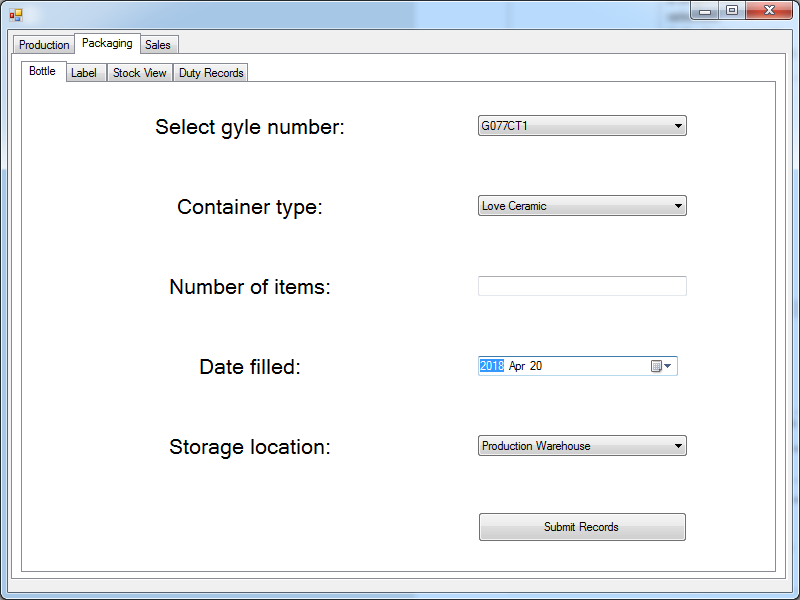 Production Packaging Sales
Bottle Label Stock View Duty Records
Select gyle number: G077CT1
Container type: Love Ceramic
Number of items:
Date filled: 2018 Apr 20
Storage location: Production Warehouse
Submit Records